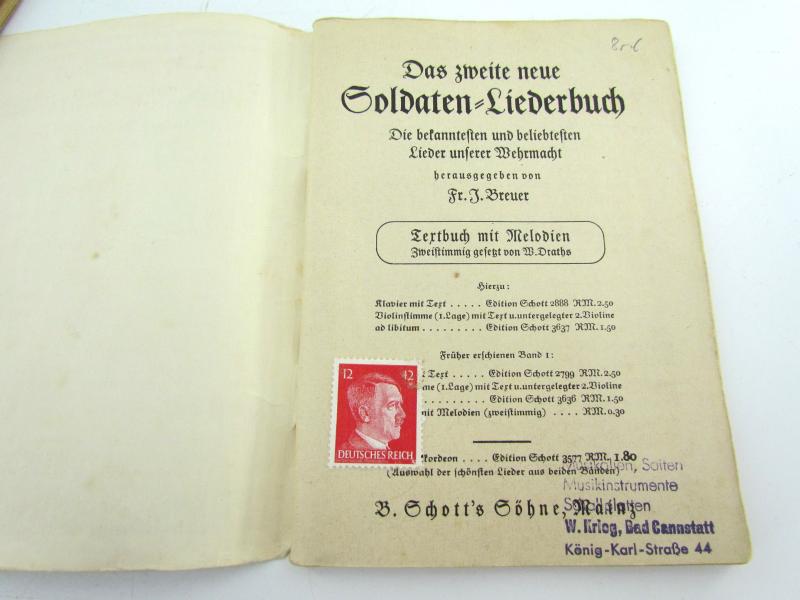 Das zweite neue
Soldaten-Liederbuch
Die bekanntesten und beliebtesten
Lieder unserer Wehrmacht
herausgegeben von
Fr. J. Breuer
Textbuch mit Melodien
Zweistimmig gesetzt von W. Draths
Hierzu:
Klavier mit Text . . . . . Edition Schott 2888 RM. 2.50
Violinstimme (1. Lage) mit Text u. untergelegter 2. Violine
ad libitum . . . . . . . . . Edition Schott 3637 RM. 1.50
Früher erschienen Band 1:
Text . . . . . Edition Schott 2799 RM. 2.50
(1. Lage) mit Text u. untergelegter 2. Violine
. . . . . . . . . Edition Schott 3636 RM. 1.50
mit Melodien (zweistimmig) . . . . RM. 0.30
12 12
DEUTSCHES REICH
. . . . Edition Schott 3577 RM. 1.80
(Auswahl der schönsten Lieder aus beiden Bänden)
B. Schott's Söhne, Mainz
Musikalien, Saiten
Musikinstrumente
Schallplatten
W. Krieg, Bad Cannstatt
König-Karl-Straße 44